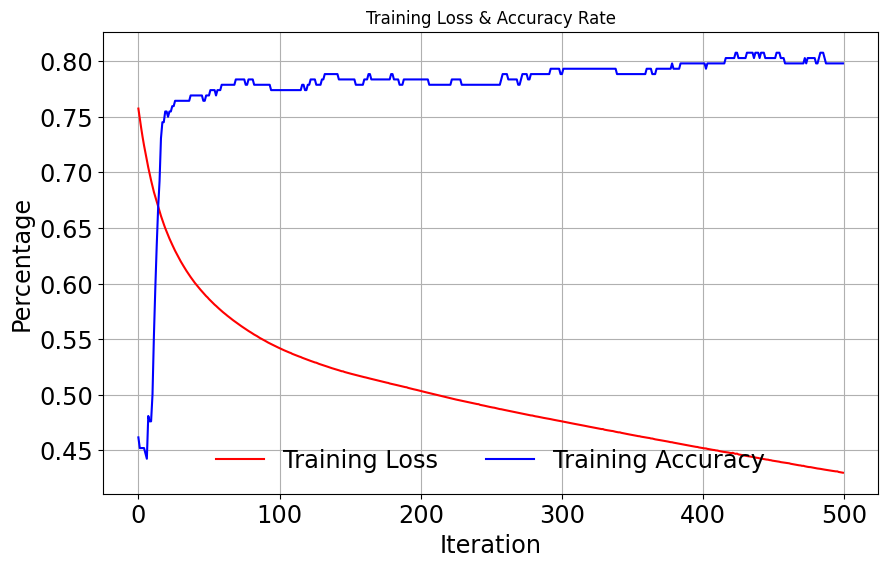 Training Loss & Accuracy Rate
0.80
0.75
0.70
0.65
0.60
0.55
0.50
0.45
Percentage
Training Loss
Training Accuracy
0 100 200 300 400 500
Iteration